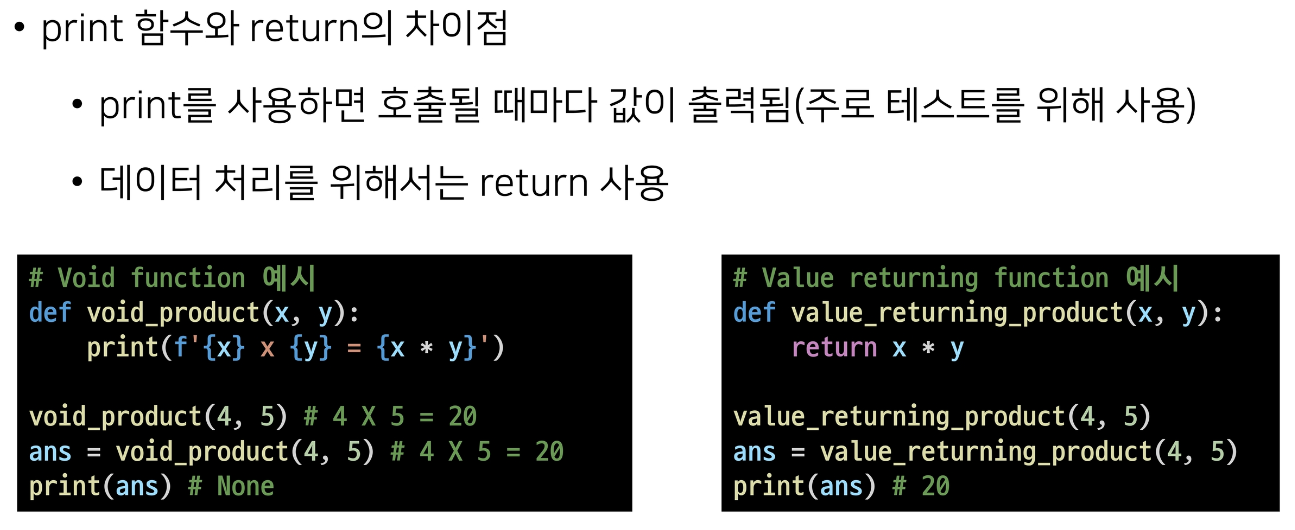 • print 함수와 return의 차이점
• print를 사용하면 호출될 때마다 값이 출력됨(주로 테스트를 위해 사용)
• 데이터 처리를 위해서는 return 사용
# Void function 예시
def void_product(x, y):
    print(f'{x} x {y} = {x * y}')
void_product(4, 5) # 4 X 5 = 20
ans = void_product(4, 5) # 4 X 5 = 20
print(ans) # None
# Value returning function 예시
def value_returning_product(x, y):
    return x * y
value_returning_product(4, 5)
ans = value_returning_product(4, 5)
print(ans) # 20